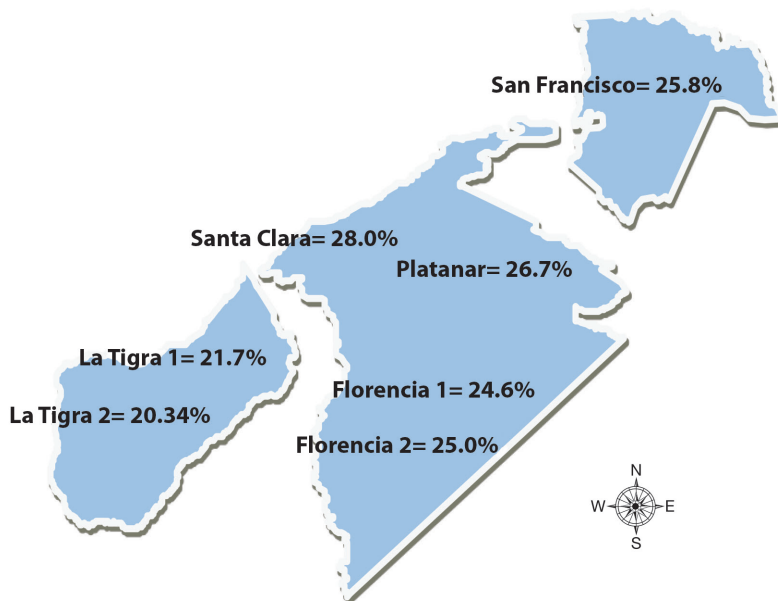 San Francisco= 25.8%
Santa Clara= 28.0%
Platanar= 26.7%
La Tigra 1= 21.7%
Florencia 1= 24.6%
La Tigra 2= 20.34%
Florencia 2= 25.0%
N
W E
S